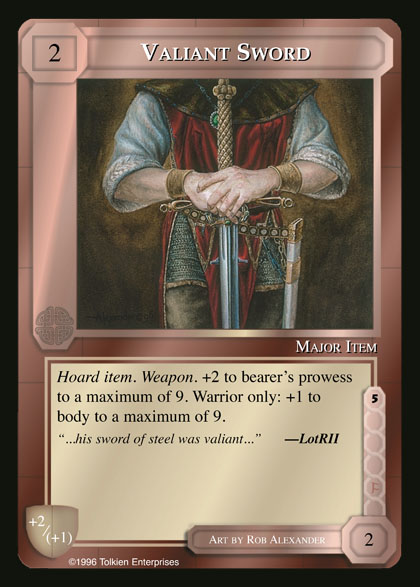 2
VALIANT SWORD
MAJOR ITEM
Hoard item. Weapon. +2 to bearer's prowess
to a maximum of 9. Warrior only: +1 to
body to a maximum of 9.
"...his sword of steel was valiant..." —LotRII
5
F
+2
/(+1)
ART BY ROB ALEXANDER
2
©1996 Tolkien Enterprises